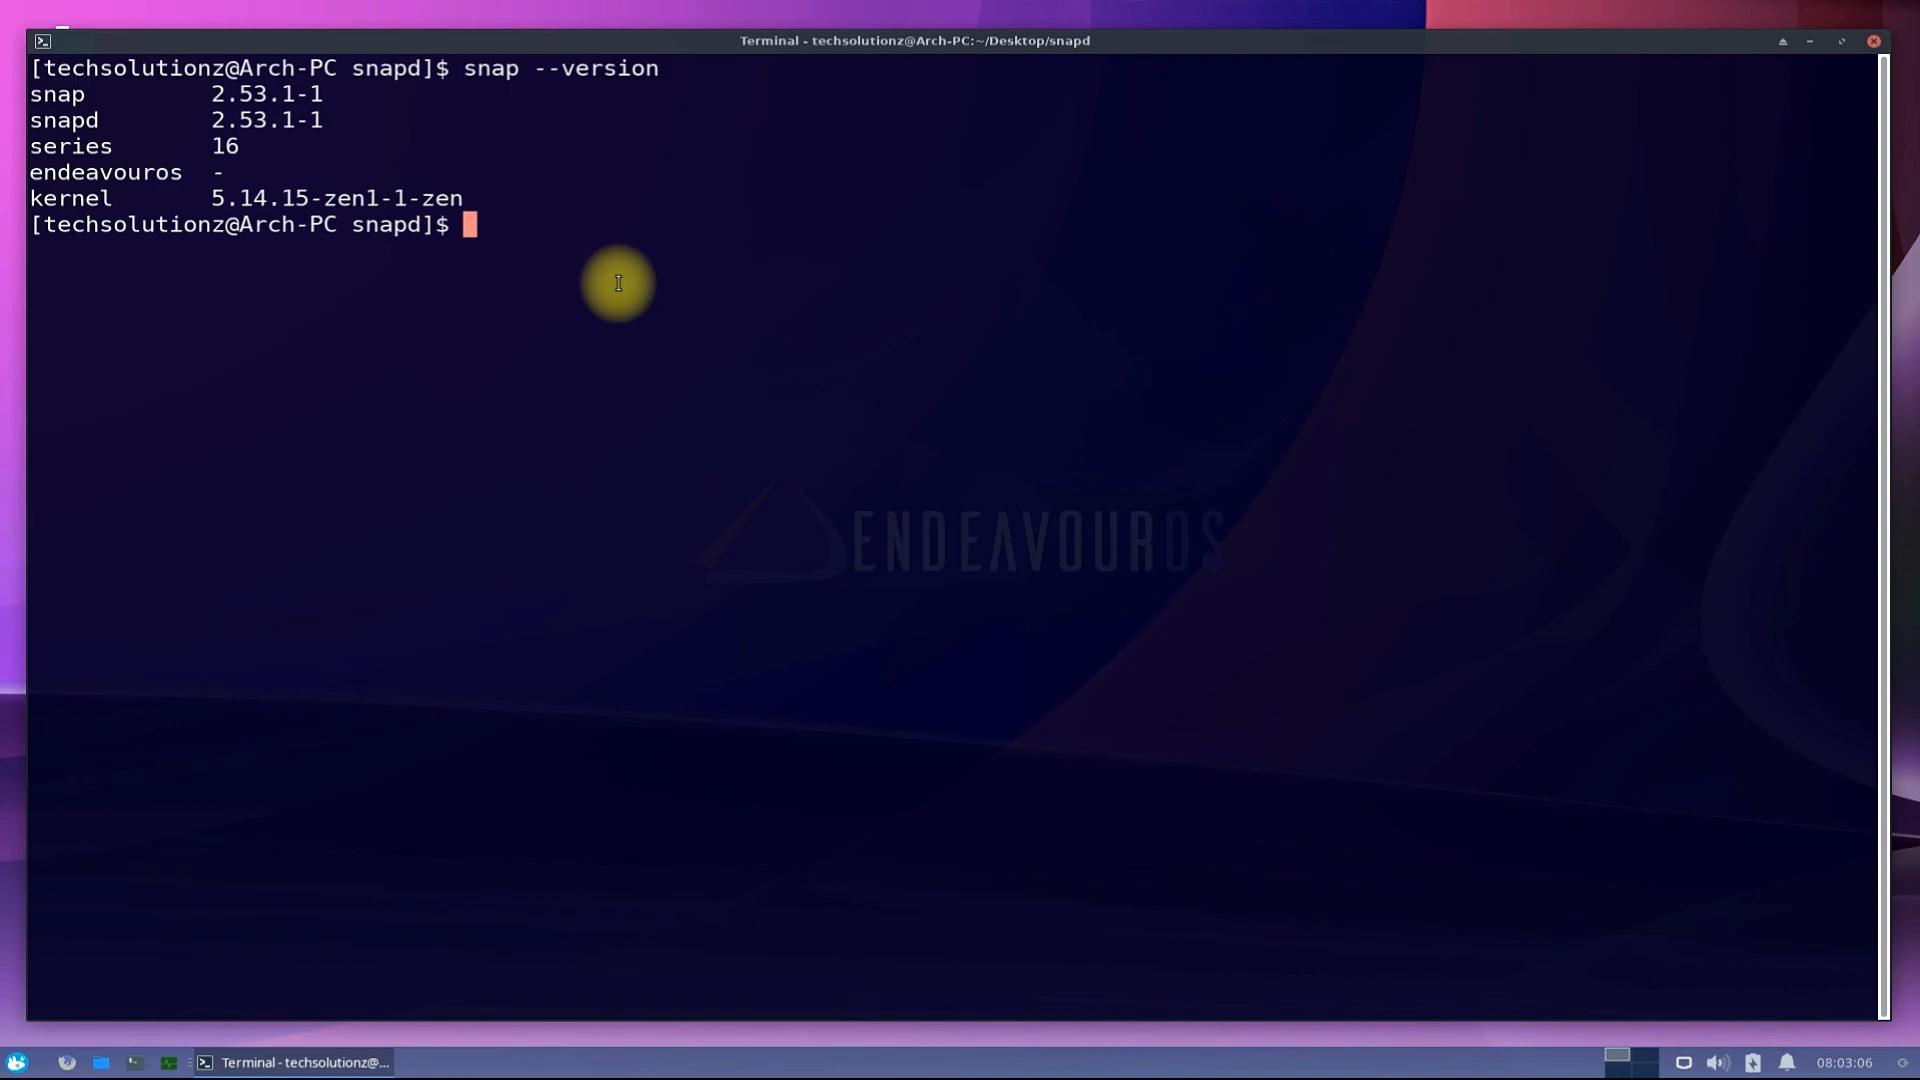 Terminal - techsolutionz@Arch-PC:~/Desktop/snapd
[techsolutionz@Arch-PC snapd]$ snap --version
snap 2.53.1-1
snapd 2.53.1-1
series 16
endeavouros -
kernel 5.14.15-zen1-1-zen
[techsolutionz@Arch-PC snapd]$
ENDEAVOUROS
Terminal - techsolutionz@...
08:03:06